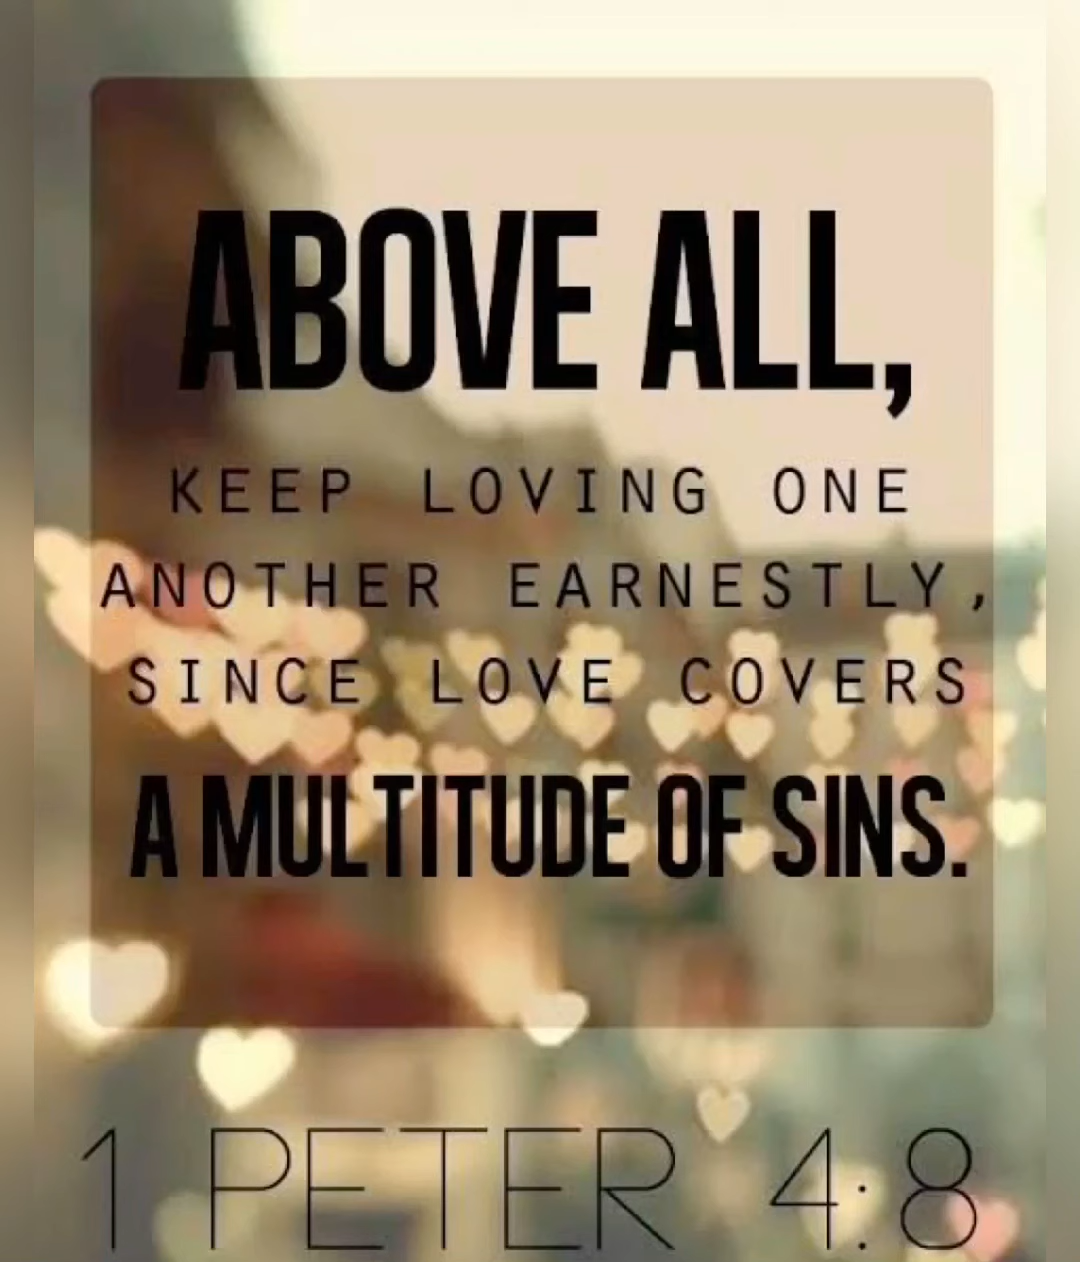 ABOVE ALL,
KEEP LOVING ONE
ANOTHER EARNESTLY,
SINCE LOVE COVERS
A MULTITUDE OF SINS.
1 PETER 4:8